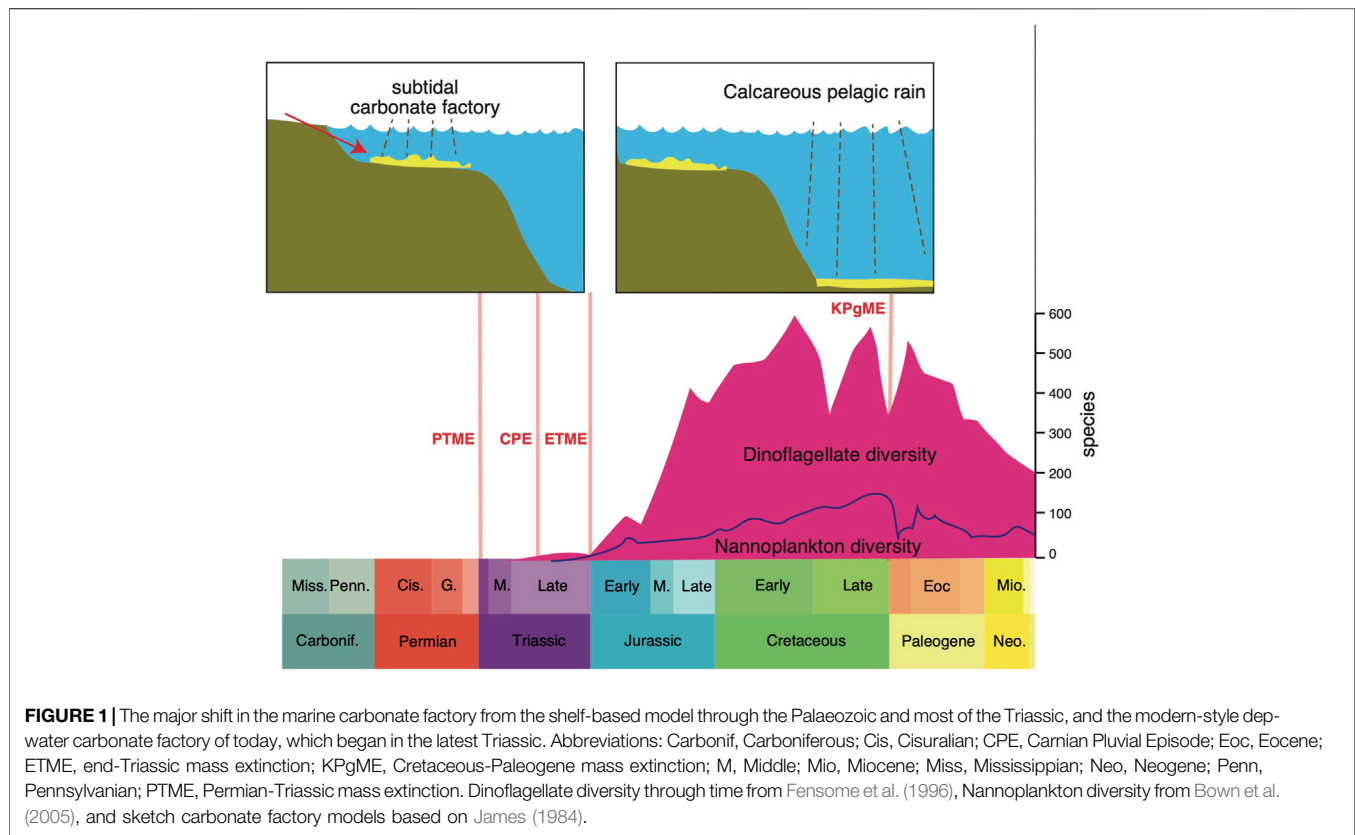 subtidal
carbonate factory
Calcareous pelagic rain
KPgME
600
500
400
300
200
100
0
species
PTME
CPE
ETME
Dinoflagellate diversity
Nannoplankton diversity
Miss. Penn. Cis. G. M. Late Early M. Late Early Late Eoc Mio.
Carbonif. Permian Triassic Jurassic Cretaceous Paleogene Neo.
FIGURE 1 | The major shift in the marine carbonate factory from the shelf-based model through the Palaeozoic and most of the Triassic, and the modern-style dep-
water carbonate factory of today, which began in the latest Triassic. Abbreviations: Carbonif, Carboniferous; Cis, Cisuralian; CPE, Carnian Pluvial Episode; Eoc, Eocene;
ETME, end-Triassic mass extinction; KPgME, Cretaceous-Paleogene mass extinction; M, Middle; Mio, Miocene; Miss, Mississippian; Neo, Neogene; Penn,
Pennsylvanian; PTME, Permian-Triassic mass extinction. Dinoflagellate diversity through time from Fensome et al. (1996), Nannoplankton diversity from Bown et al.
(2005), and sketch carbonate factory models based on James (1984).